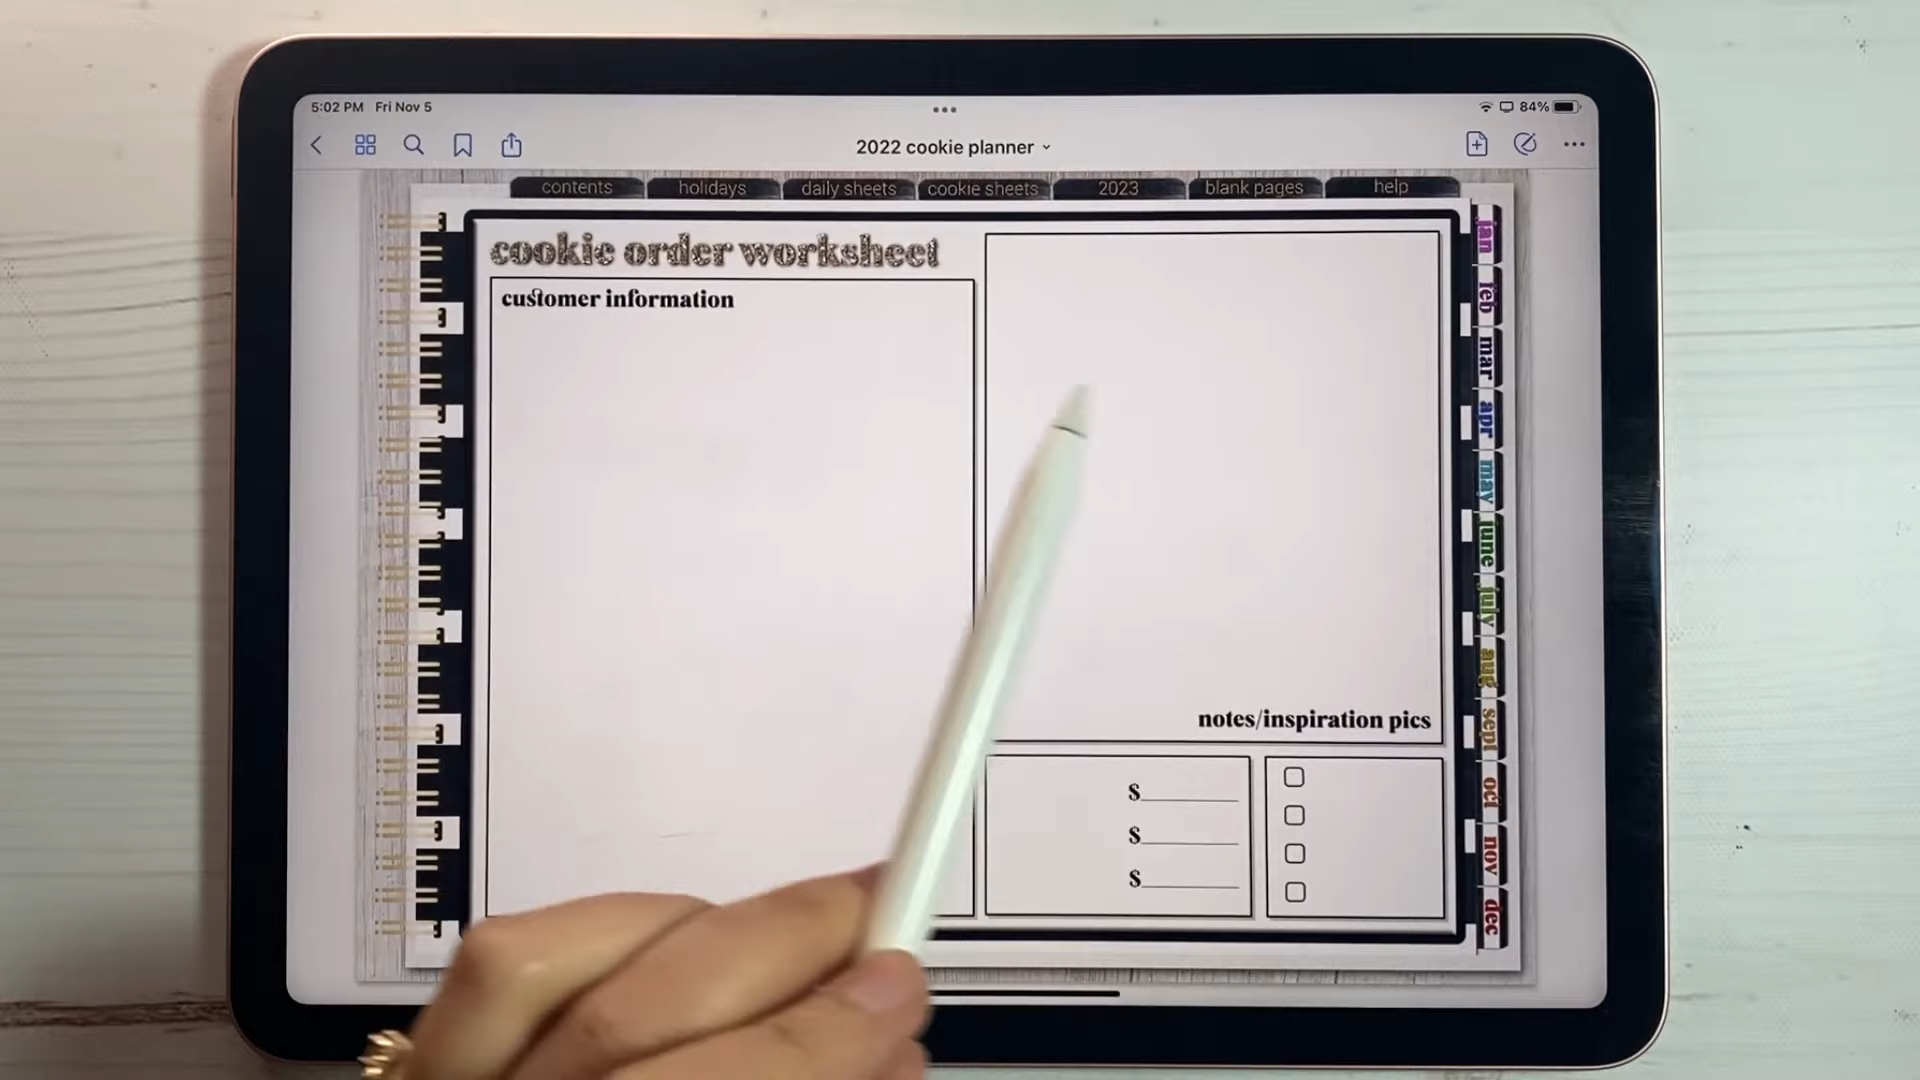 5:02 PM Fri Nov 5
84%
2022 cookie planner
contents holidays daily sheets cookie sheets 2023 blank pages help
cookie order worksheet
customer information
notes/inspiration pics
$
$
$
jan
feb
mar
apr
may
june
july
aug
sept
oct
nov
dec